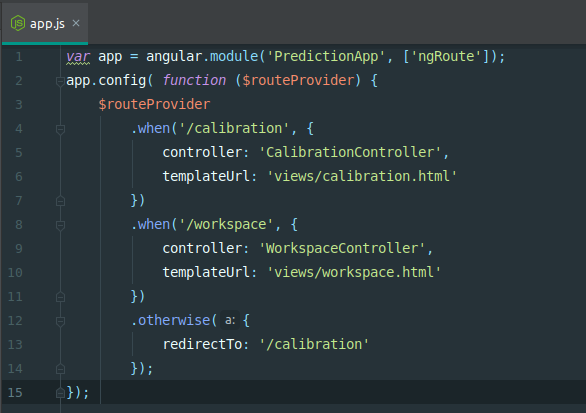 app.js ×
1 var app = angular.module('PredictionApp', ['ngRoute']);
2 app.config( function ($routeProvider) {
3     $routeProvider
4         .when('/calibration', {
5             controller: 'CalibrationController',
6             templateUrl: 'views/calibration.html'
7         })
8         .when('/workspace', {
9             controller: 'WorkspaceController',
10             templateUrl: 'views/workspace.html'
11         })
12         .otherwise( a: {
13             redirectTo: '/calibration'
14         });
15 });